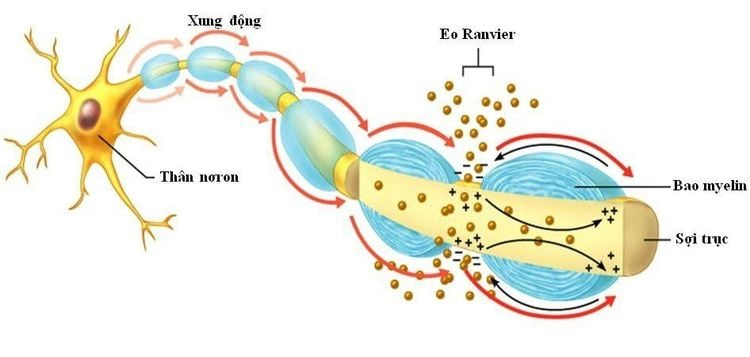 Xung động
Eo Ranvier
Thân nơron
Bao myelin
Sợi trục